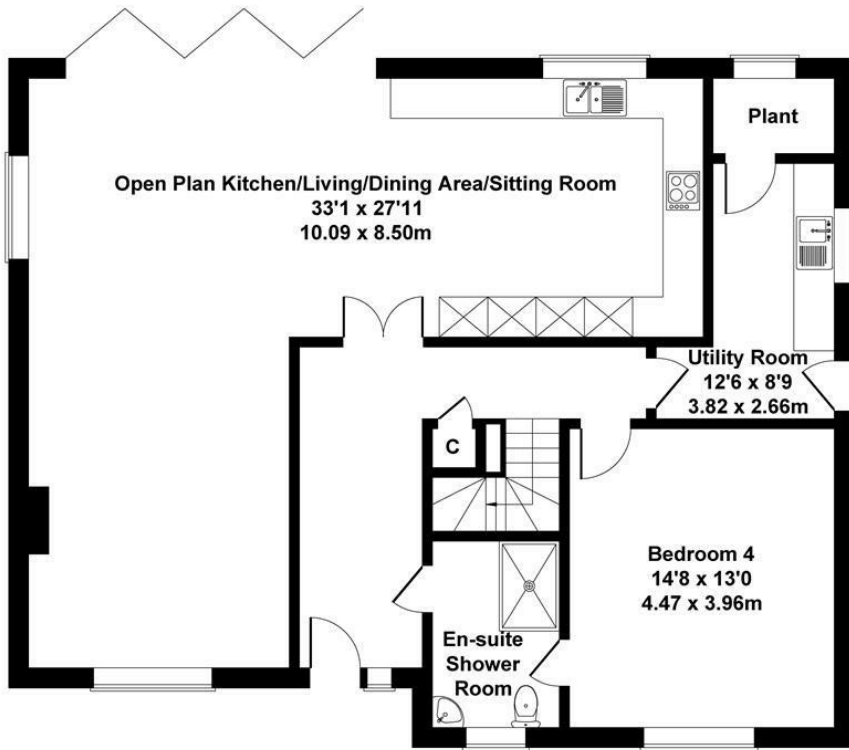 Plant
Open Plan Kitchen/Living/Dining Area/Sitting Room
33'1 x 27'11
10.09 x 8.50m
Utility Room
12'6 x 8'9
3.82 x 2.66m
C
Bedroom 4
14'8 x 13'0
4.47 x 3.96m
En-suite
Shower
Room